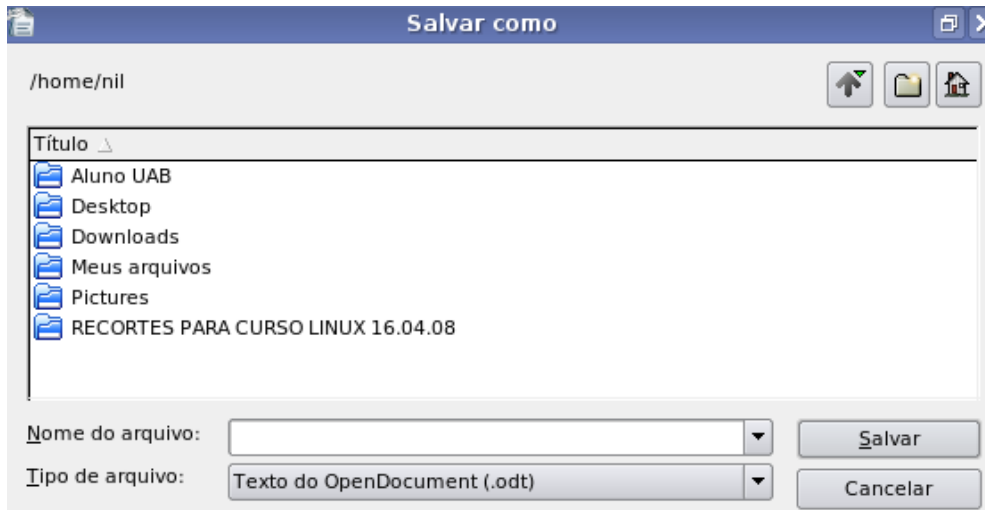 Salvar como
/home/nil
Título
Aluno UAB
Desktop
Downloads
Meus arquivos
Pictures
RECORTES PARA CURSO LINUX 16.04.08
Nome do arquivo:
Salvar
Tipo de arquivo: Texto do OpenDocument (.odt)
Cancelar